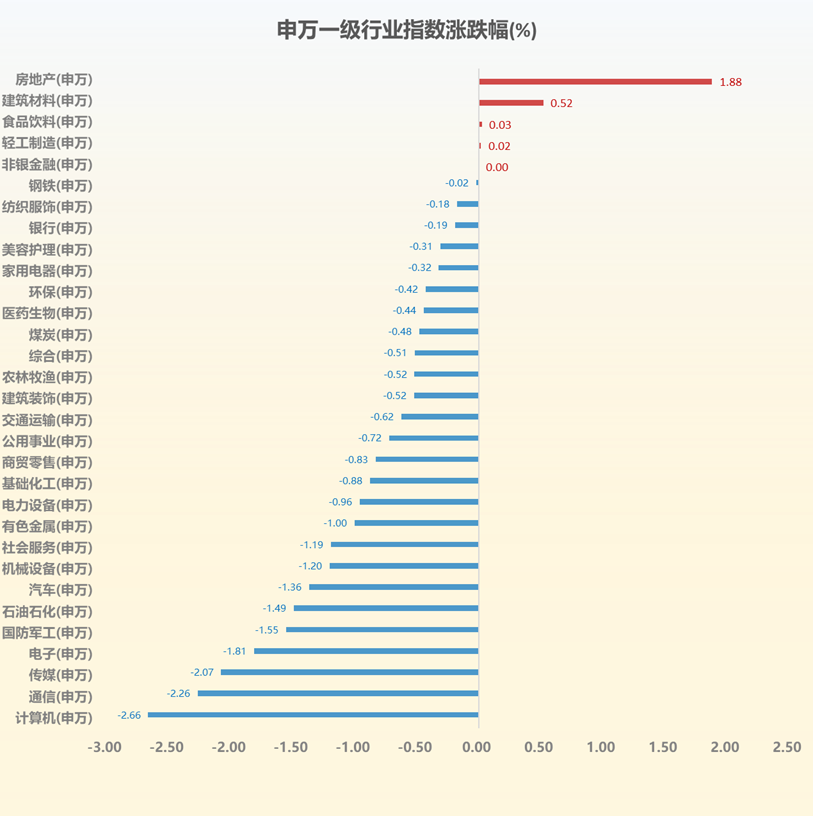 申万一级行业指数涨跌幅(%)
房地产(申万) 1.88
建筑材料(申万) 0.52
食品饮料(申万) 0.03
轻工制造(申万) 0.02
非银金融(申万) 0.00
钢铁(申万) -0.02
纺织服饰(申万) -0.18
银行(申万) -0.19
美容护理(申万) -0.31
家用电器(申万) -0.32
环保(申万) -0.42
医药生物(申万) -0.44
煤炭(申万) -0.48
综合(申万) -0.51
农林牧渔(申万) -0.52
建筑装饰(申万) -0.52
交通运输(申万) -0.62
公用事业(申万) -0.72
商贸零售(申万) -0.83
基础化工(申万) -0.88
电力设备(申万) -0.96
有色金属(申万) -1.00
社会服务(申万) -1.19
机械设备(申万) -1.20
汽车(申万) -1.36
石油石化(申万) -1.49
国防军工(申万) -1.55
电子(申万) -1.81
传媒(申万) -2.07
通信(申万) -2.26
计算机(申万) -2.66
-3.00 -2.50 -2.00 -1.50 -1.00 -0.50 0.00 0.50 1.00 1.50 2.00 2.50